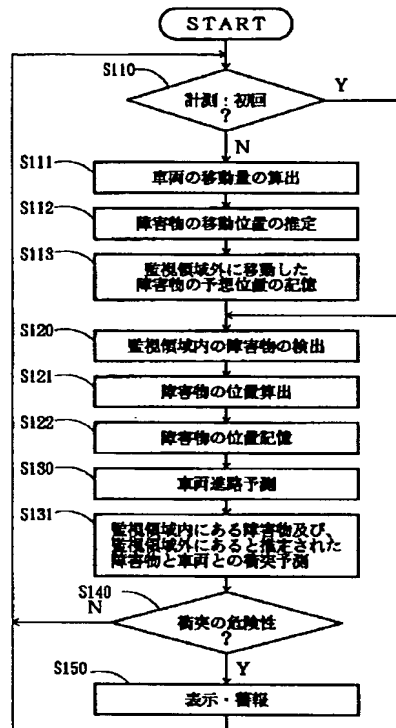 START
S110
計測：初回
?
Y
N
S111
車両の移動量の算出
S112
障害物の移動位置の推定
S113
監視領域外に移動した
障害物の予想位置の記憶
S120
監視領域内の障害物の検出
S121
障害物の位置算出
S122
障害物の位置記憶
S130
車両進路予測
S131
監視領域内にある障害物及び、
監視領域外にあると推定された
障害物と車両との衝突予測
S140
N
衝突の危険性
?
Y
S150
表示・警報